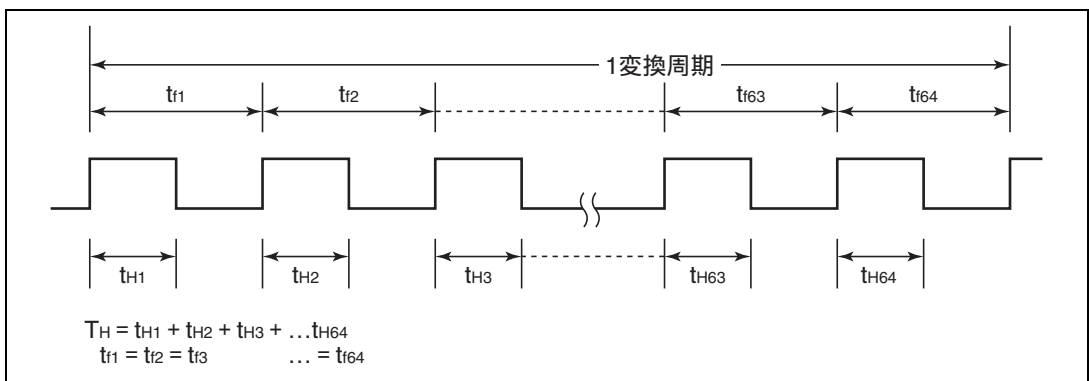 1変換周期
tf1 tf2 tf63 tf64
tH1 tH2 tH3 tH63 tH64
TH = tH1 + tH2 + tH3 + …tH64
tf1 = tf2 = tf3 … = tf64